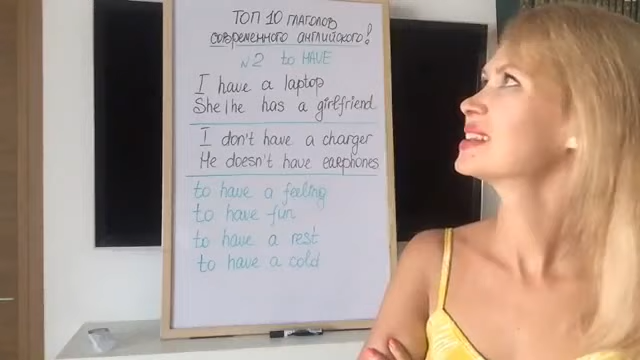 ТОП 10 глаголов
современного английского!
№2 to HAVE
I have a laptop
She|he has a girlfriend
I don't have a charger
He doesn't have earphones
to have a feeling
to have fun
to have a rest
to have a cold